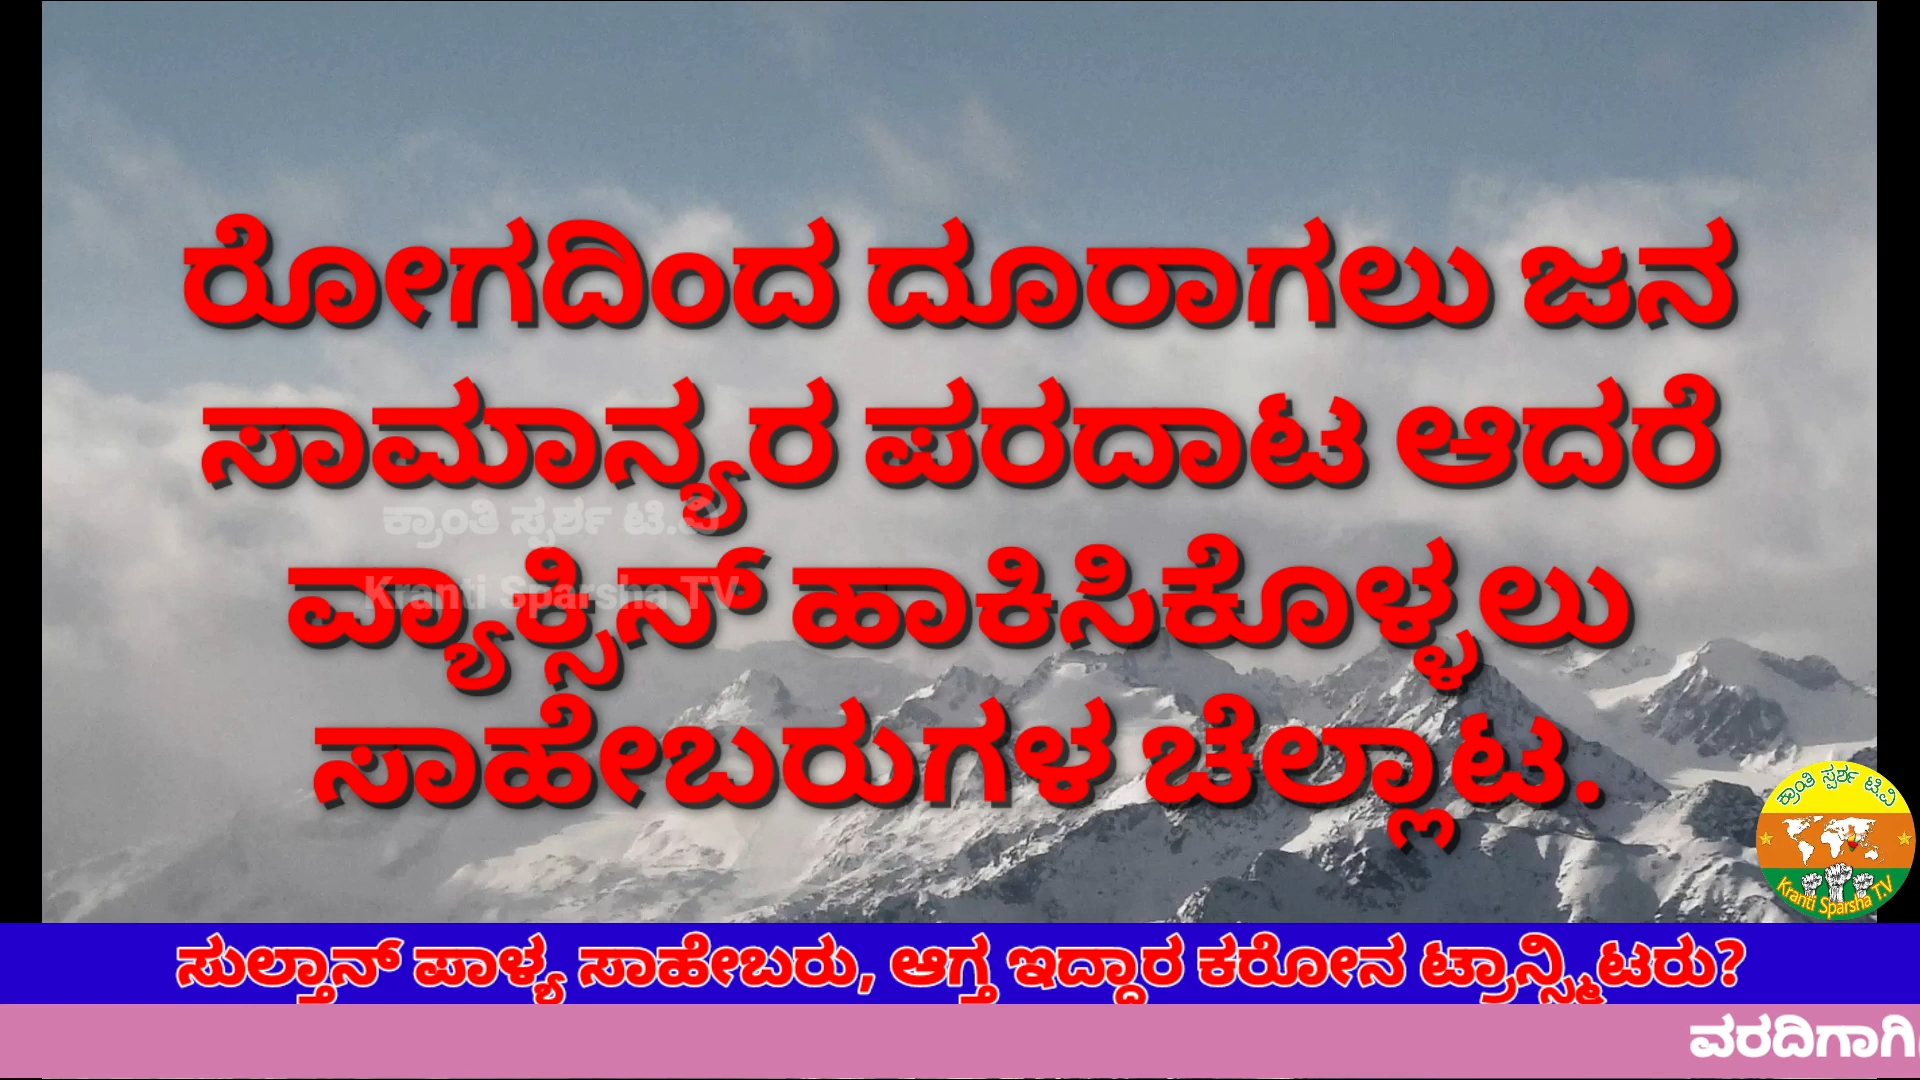 ರೋಗದಿಂದ ದೂರಾಗಲು ಜನ
ಸಾಮಾನ್ಯರ ಪರದಾಟ ಆದರೆ
ಕ್ರಾಂತಿ ಸ್ಪರ್ಶ ಟಿ.ವಿ
ವ್ಯಾಕ್ಸಿನ್ ಹಾಕಿಸಿಕೊಳ್ಳಲು
Kranti Sparsha TV
ಸಾಹೇಬರುಗಳ ಚೆಲ್ಲಾಟ.
ಕ್ರಾಂತಿ ಸ್ಪರ್ಶ ಟಿ.ವಿ
Kranti Sparsha T.V
ಸುಲ್ತಾನ್ ಪಾಳ್ಯ ಸಾಹೇಬರು, ಆಗ್ತ ಇದ್ದಾರ ಕರೋನ ಟ್ರಾನ್ಸ್ಮಿಟರು?
ವರದಿಗಾಗಿ